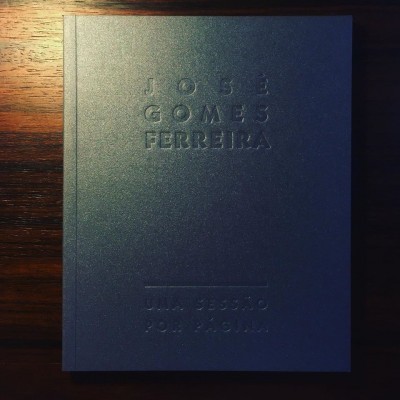 JOSÉ
GOMES
FERREIRA
UMA SESSÃO
POR PÁGINA